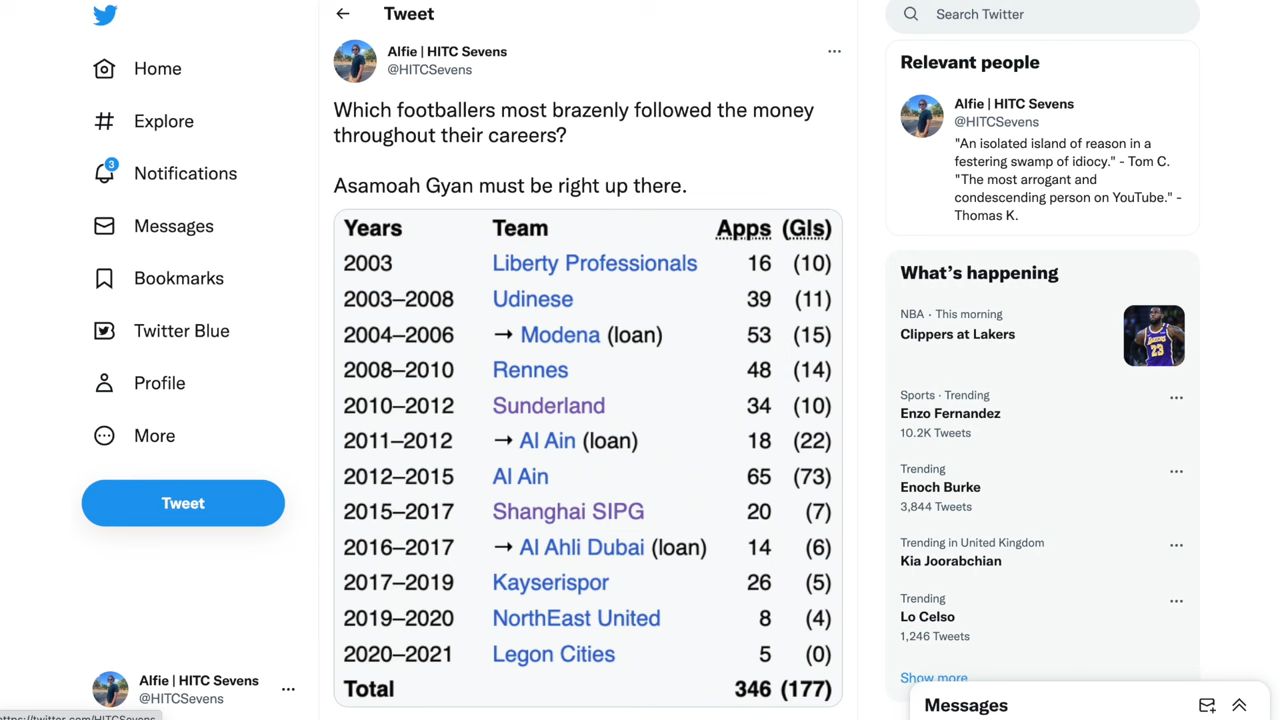 Home
Explore
3
Notifications
Messages
Bookmarks
Twitter Blue
Profile
More
Tweet
Alfie | HITC Sevens
@HITCSevens
https://twitter.com/HITCSevens
Tweet
Alfie | HITC Sevens
@HITCSevens
Which footballers most brazenly followed the money
throughout their careers?
Asamoah Gyan must be right up there.
Years Team Apps (Gls)
2003 Liberty Professionals 16 (10)
2003–2008 Udinese 39 (11)
2004–2006 → Modena (loan) 53 (15)
2008–2010 Rennes 48 (14)
2010–2012 Sunderland 34 (10)
2011–2012 → Al Ain (loan) 18 (22)
2012–2015 Al Ain 65 (73)
2015–2017 Shanghai SIPG 20 (7)
2016–2017 → Al Ahli Dubai (loan) 14 (6)
2017–2019 Kayserispor 26 (5)
2019–2020 NorthEast United 8 (4)
2020–2021 Legon Cities 5 (0)
Total 346 (177)
Search Twitter
Relevant people
Alfie | HITC Sevens
@HITCSevens
"An isolated island of reason in a
festering swamp of idiocy." - Tom C.
"The most arrogant and
condescending person on YouTube." -
Thomas K.
What's happening
NBA · This morning
Clippers at Lakers
LAKERS
23
Sports · Trending
Enzo Fernandez
10.2K Tweets
Trending
Enoch Burke
3,844 Tweets
Trending in United Kingdom
Kia Joorabchian
Trending
Lo Celso
1,246 Tweets
Show more
Messages